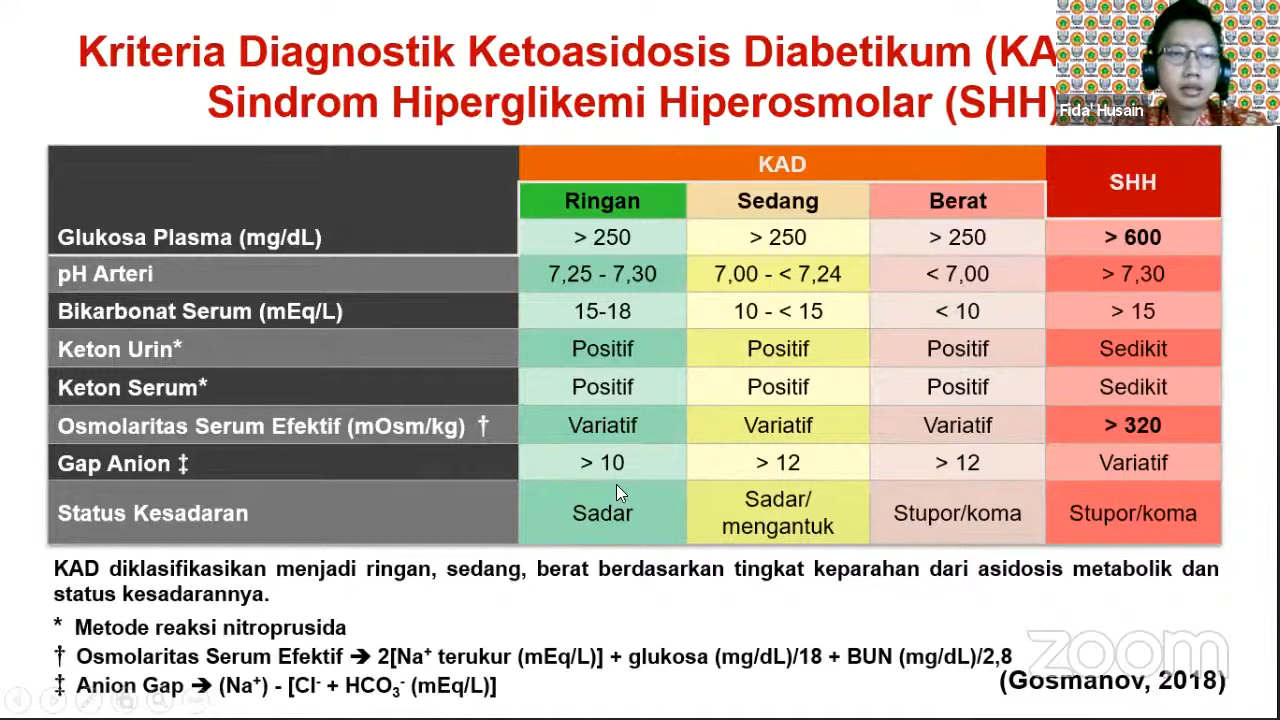 Kriteria Diagnostik Ketoasidosis Diabetikum (KA
Sindrom Hiperglikemi Hiperosmolar (SHH)
Fida' Husain
KAD SHH
Ringan Sedang Berat
Glukosa Plasma (mg/dL) > 250 > 250 > 250 > 600
pH Arteri 7,25 - 7,30 7,00 - < 7,24 < 7,00 > 7,30
Bikarbonat Serum (mEq/L) 15-18 10 - < 15 < 10 > 15
Keton Urin* Positif Positif Positif Sedikit
Keton Serum* Positif Positif Positif Sedikit
Osmolaritas Serum Efektif (mOsm/kg) † Variatif Variatif Variatif > 320
Gap Anion ‡ > 10 > 12 > 12 Variatif
Status Kesadaran Sadar Sadar/ mengantuk Stupor/koma Stupor/koma
KAD diklasifikasikan menjadi ringan, sedang, berat berdasarkan tingkat keparahan dari asidosis metabolik dan
status kesadarannya.
* Metode reaksi nitroprusida
† Osmolaritas Serum Efektif ➔ 2[Na⁺ terukur (mEq/L)] + glukosa (mg/dL)/18 + BUN (mg/dL)/2,8
‡ Anion Gap ➔ (Na⁺) - [Cl⁻ + HCO₃⁻ (mEq/L)]
(Gosmanov, 2018)
zoom